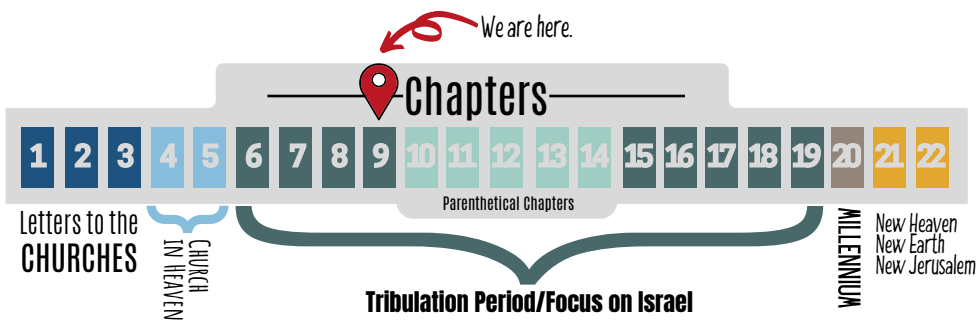 We are here.
Chapters
1 2 3 4 5 6 7 8 9 10 11 12 13 14 15 16 17 18 19 20 21 22
Parenthetical Chapters
Letters to the
CHURCHES
CHURCH
IN HEAVEN
Tribulation Period/Focus on Israel
MILLENNIUM
New Heaven
New Earth
New Jerusalem